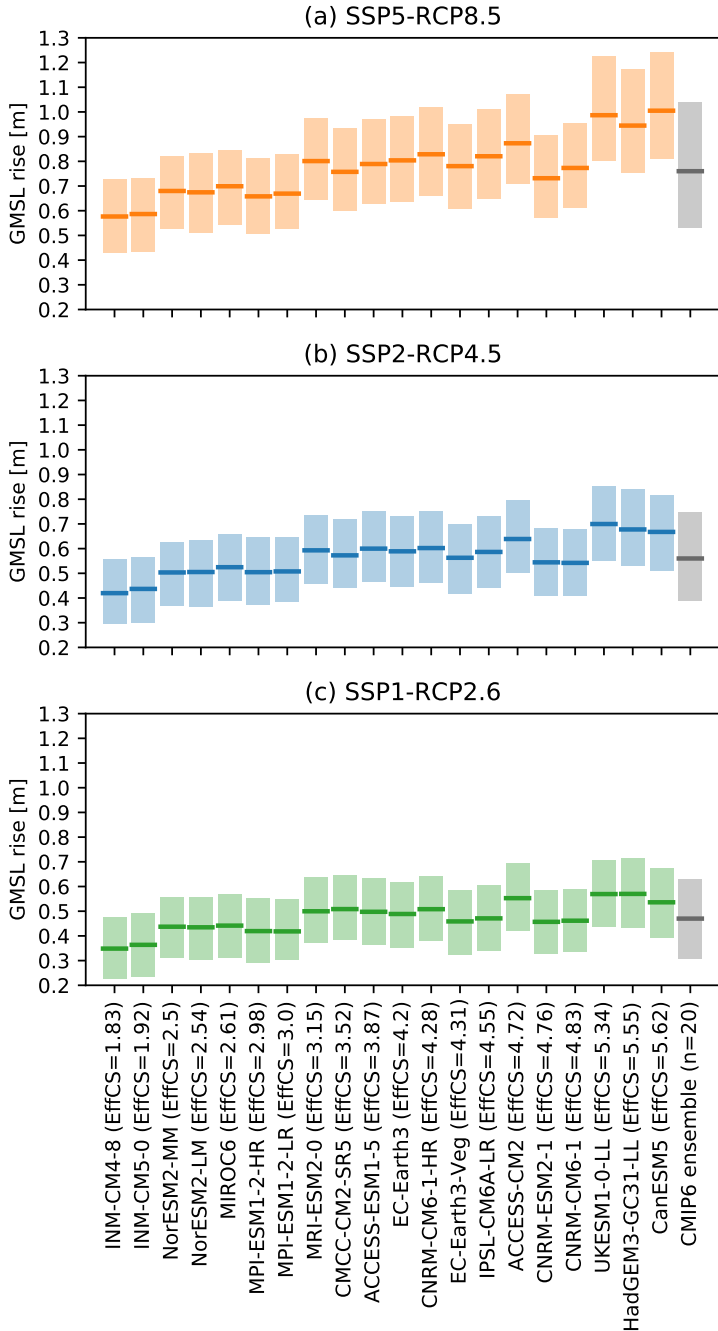 (a) SSP5-RCP8.5
GMSL rise [m]
1.3
1.2
1.1
1.0
0.9
0.8
0.7
0.6
0.5
0.4
0.3
0.2
(b) SSP2-RCP4.5
GMSL rise [m]
1.3
1.2
1.1
1.0
0.9
0.8
0.7
0.6
0.5
0.4
0.3
0.2
(c) SSP1-RCP2.6
GMSL rise [m]
1.3
1.2
1.1
1.0
0.9
0.8
0.7
0.6
0.5
0.4
0.3
0.2
INM-CM4-8 (EffCS=1.83)
INM-CM5-0 (EffCS=1.92)
NorESM2-MM (EffCS=2.5)
NorESM2-LM (EffCS=2.54)
MIROC6 (EffCS=2.61)
MPI-ESM1-2-HR (EffCS=2.98)
MPI-ESM1-2-LR (EffCS=3.0)
MRI-ESM2-0 (EffCS=3.15)
CMCC-CM2-SR5 (EffCS=3.52)
ACCESS-ESM1-5 (EffCS=3.87)
EC-Earth3 (EffCS=4.2)
CNRM-CM6-1-HR (EffCS=4.28)
EC-Earth3-Veg (EffCS=4.31)
IPSL-CM6A-LR (EffCS=4.55)
ACCESS-CM2 (EffCS=4.72)
CNRM-ESM2-1 (EffCS=4.76)
CNRM-CM6-1 (EffCS=4.83)
UKESM1-0-LL (EffCS=5.34)
HadGEM3-GC31-LL (EffCS=5.55)
CanESM5 (EffCS=5.62)
CMIP6 ensemble (n=20)